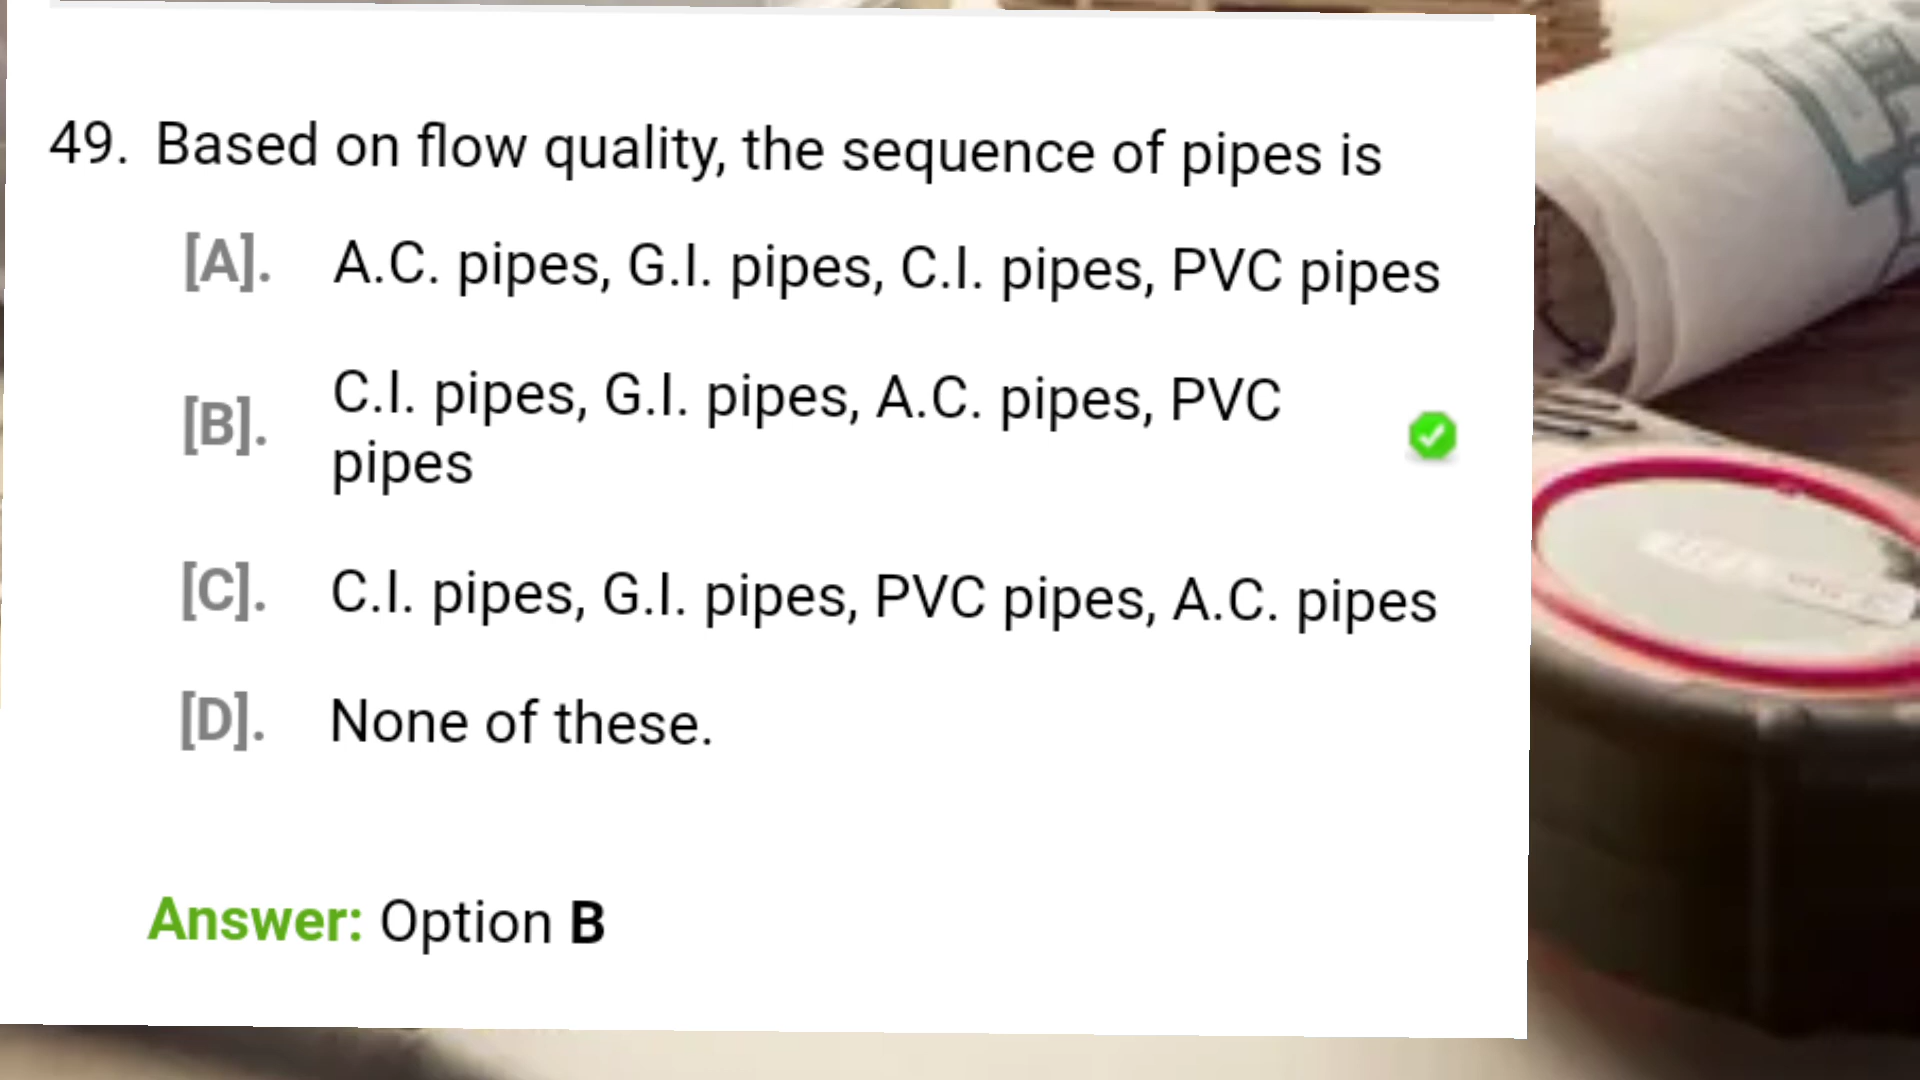 49. Based on flow quality, the sequence of pipes is
[A]. A.C. pipes, G.I. pipes, C.I. pipes, PVC pipes
[B]. C.I. pipes, G.I. pipes, A.C. pipes, PVC
pipes
[C]. C.I. pipes, G.I. pipes, PVC pipes, A.C. pipes
[D]. None of these.
Answer: Option B